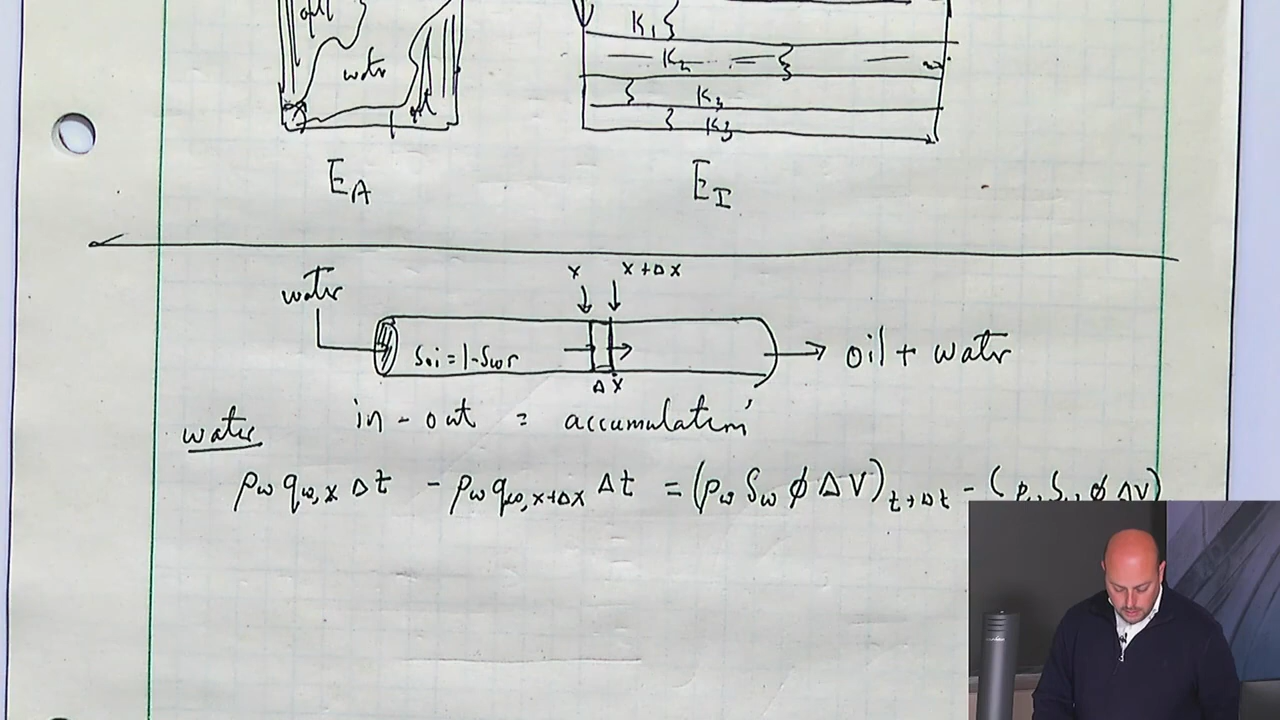 oil
water
oil
K1
K2
K3
K3
EA
EI
water
x
x+Δx
Soi = 1-Swr
oil + water
Δx
in - out = accumulation
water
ρw qw,x Δt - ρw qw,x+Δx Δt = (ρw Sw φ ΔV)t+Δt - (ρw Sw φ ΔV)